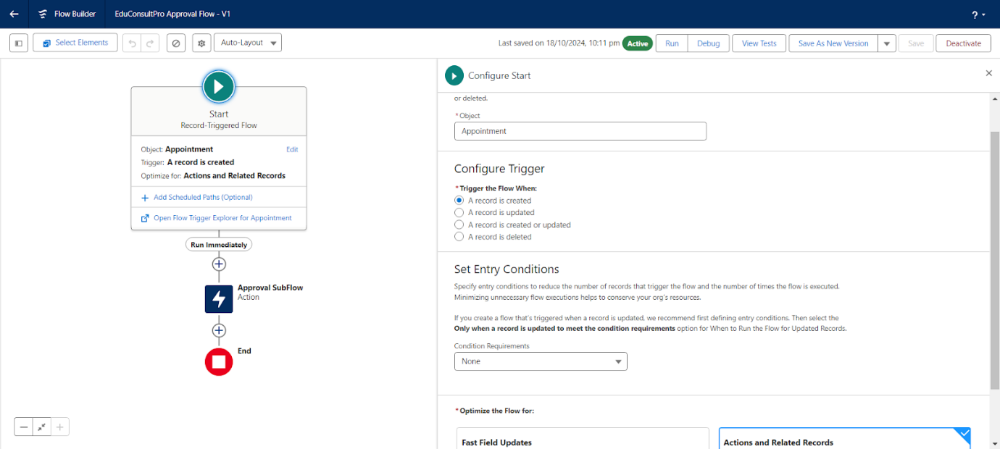 Flow Builder
EduConsultPro Approval Flow - V1
?
Select Elements
Auto-Layout
Last saved on 18/10/2024, 10:11 pm
Active
Run
Debug
View Tests
Save As New Version
Save
Deactivate
Start
Record-Triggered Flow
Object: Appointment
Edit
Trigger: A record is created
Optimize for: Actions and Related Records
Add Scheduled Paths (Optional)
Open Flow Trigger Explorer for Appointment
Run Immediately
Approval SubFlow
Action
End
Configure Start
or deleted.
*Object
Appointment
Configure Trigger
*Trigger the Flow When:
A record is created
A record is updated
A record is created or updated
A record is deleted
Set Entry Conditions
Specify entry conditions to reduce the number of records that trigger the flow and the number of times the flow is executed.
Minimizing unnecessary flow executions helps to conserve your org's resources.
If you create a flow that's triggered when a record is updated, we recommend first defining entry conditions. Then select the
Only when a record is updated to meet the condition requirements option for When to Run the Flow for Updated Records.
Condition Requirements
None
*Optimize the Flow for:
Fast Field Updates
Actions and Related Records